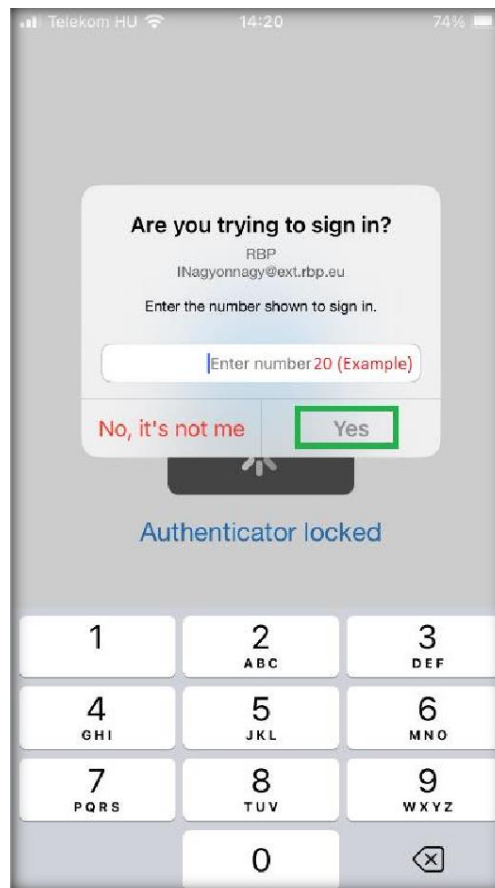 Telekom HU 14:20 74%
Are you trying to sign in?
RBP
INagyonnagy@ext.rbp.eu
Enter the number shown to sign in.
Enter number 20 (Example)
No, it's not me Yes
Authenticator locked
1 2 3
ABC DEF
4 5 6
GHI JKL MNO
7 8 9
PQRS TUV WXYZ
0